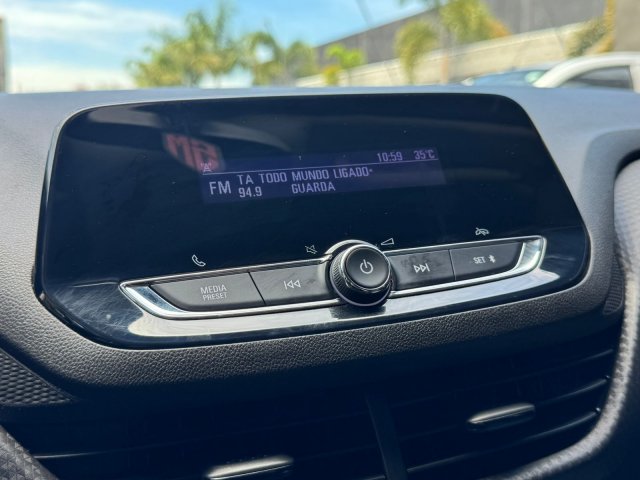 10:59 35°C
FM TA TODO MUNDO LIGADO-
94.9 GUARDA
MEDIA
PRESET
SET